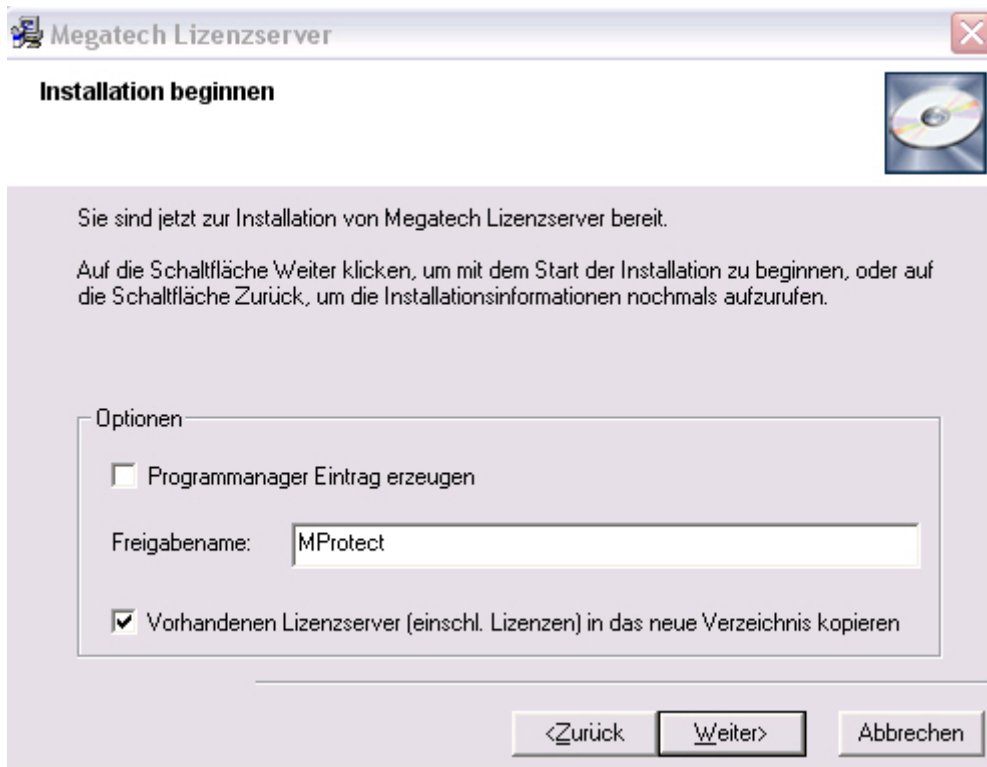 Megatech Lizenzserver
Installation beginnen
Sie sind jetzt zur Installation von Megatech Lizenzserver bereit.
Auf die Schaltfläche Weiter klicken, um mit dem Start der Installation zu beginnen, oder auf
die Schaltfläche Zurück, um die Installationsinformationen nochmals aufzurufen.
Optionen
Programmanager Eintrag erzeugen
Freigabename: MProtect
Vorhandenen Lizenzserver (einschl. Lizenzen) in das neue Verzeichnis kopieren
<Zurück Weiter> Abbrechen